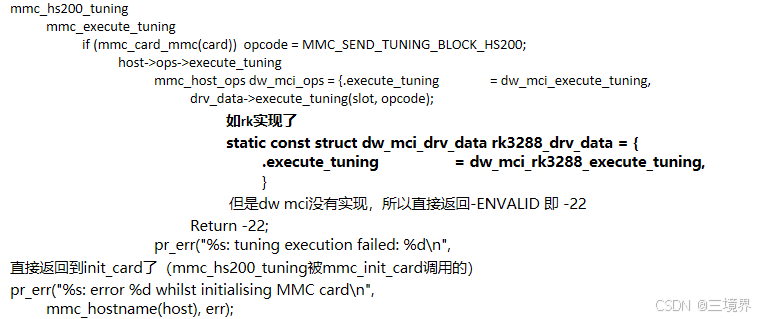 mmc_hs200_tuning
mmc_execute_tuning
if (mmc_card_mmc(card)) opcode = MMC_SEND_TUNING_BLOCK_HS200;
host->ops->execute_tuning
mmc_host_ops dw_mci_ops = {.execute_tuning = dw_mci_execute_tuning,
drv_data->execute_tuning(slot, opcode);
如rk实现了
static const struct dw_mci_drv_data rk3288_drv_data = {
.execute_tuning = dw_mci_rk3288_execute_tuning,
}
但是dw mci没有实现，所以直接返回-ENVALID 即 -22
Return -22;
pr_err("%s: tuning execution failed: %d\n",
直接返回到init_card了（mmc_hs200_tuning被mmc_init_card调用的）
pr_err("%s: error %d whilst initialising MMC card\n",
mmc_hostname(host), err);
CSDN @三境界